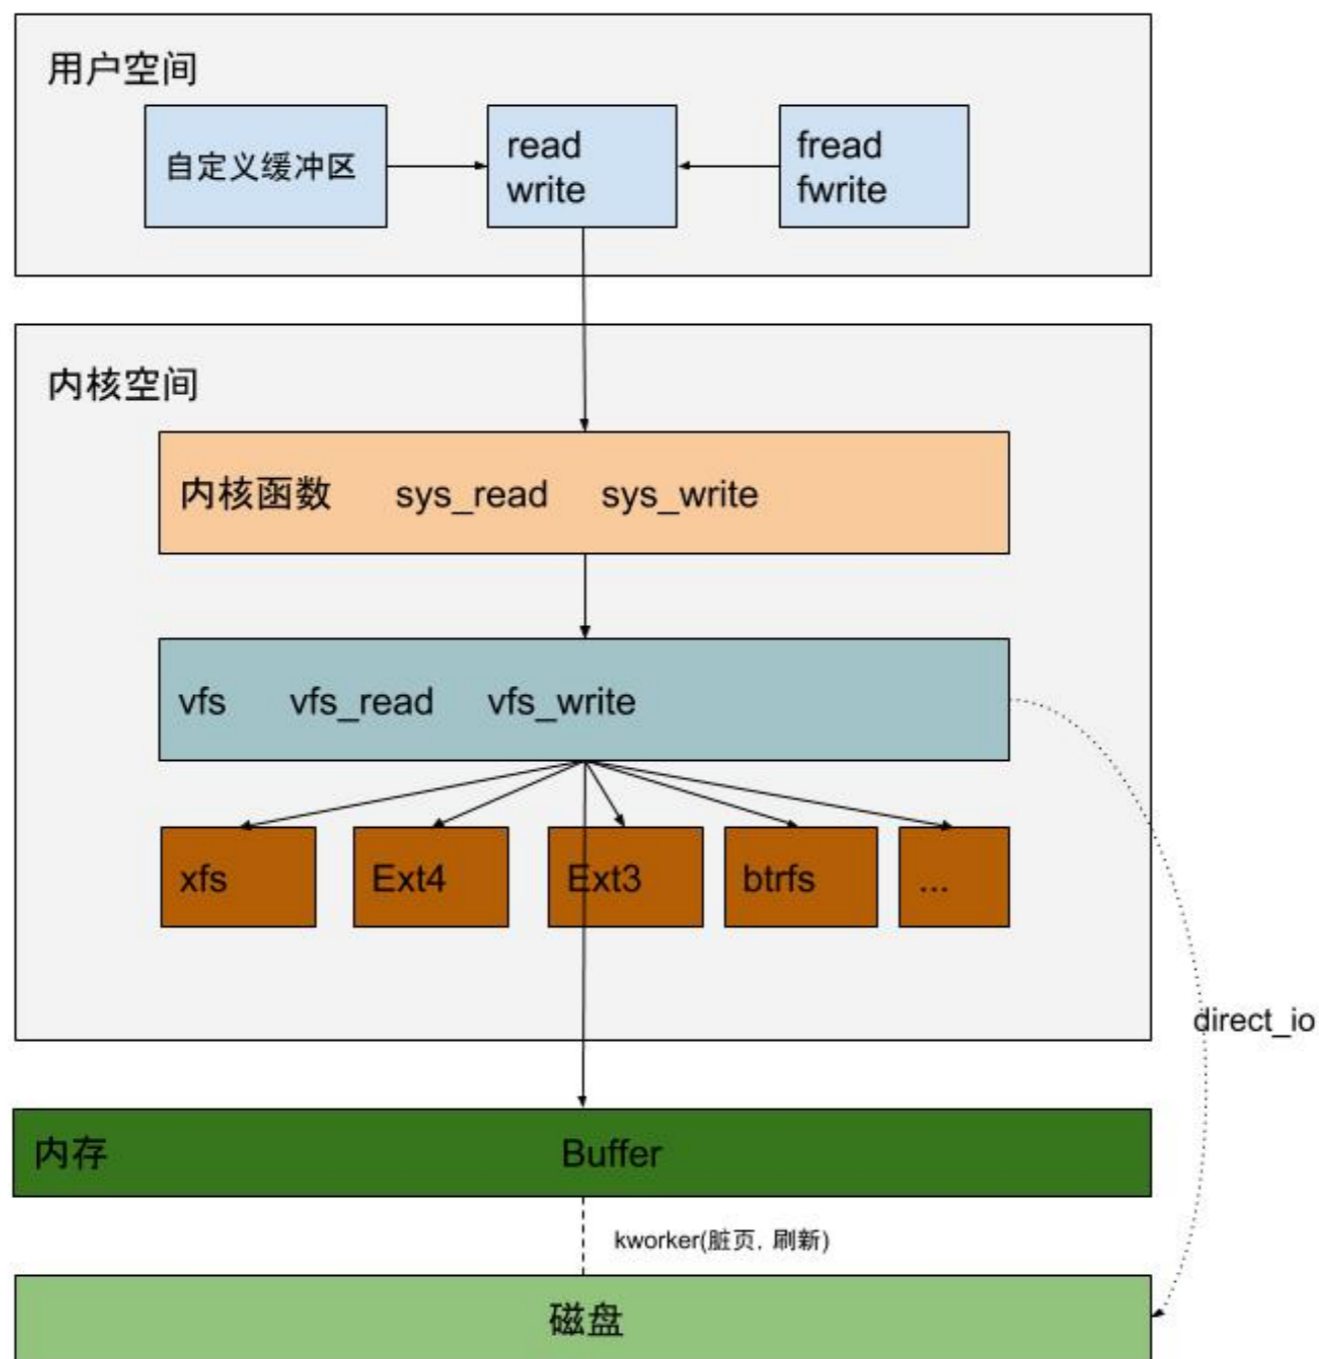 用户空间
自定义缓冲区
read
write
fread
fwrite
内核空间
内核函数 sys_read sys_write
vfs vfs_read vfs_write
xfs
Ext4
Ext3
btrfs
...
direct_io
内存 Buffer
kworker(脏页, 刷新)
磁盘